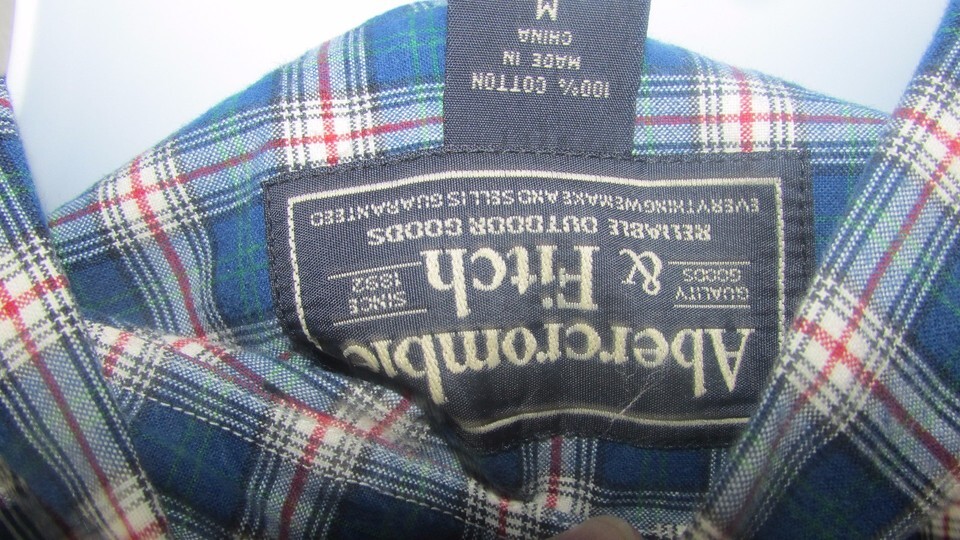 Abercrombie
QUALITY
GOODS
& Fitch
SINCE
1892
RELIABLE OUTDOOR GOODS
EVERYTHING WE MAKE AND SELL IS GUARANTEED
100% COTTON
MADE IN
CHINA
M